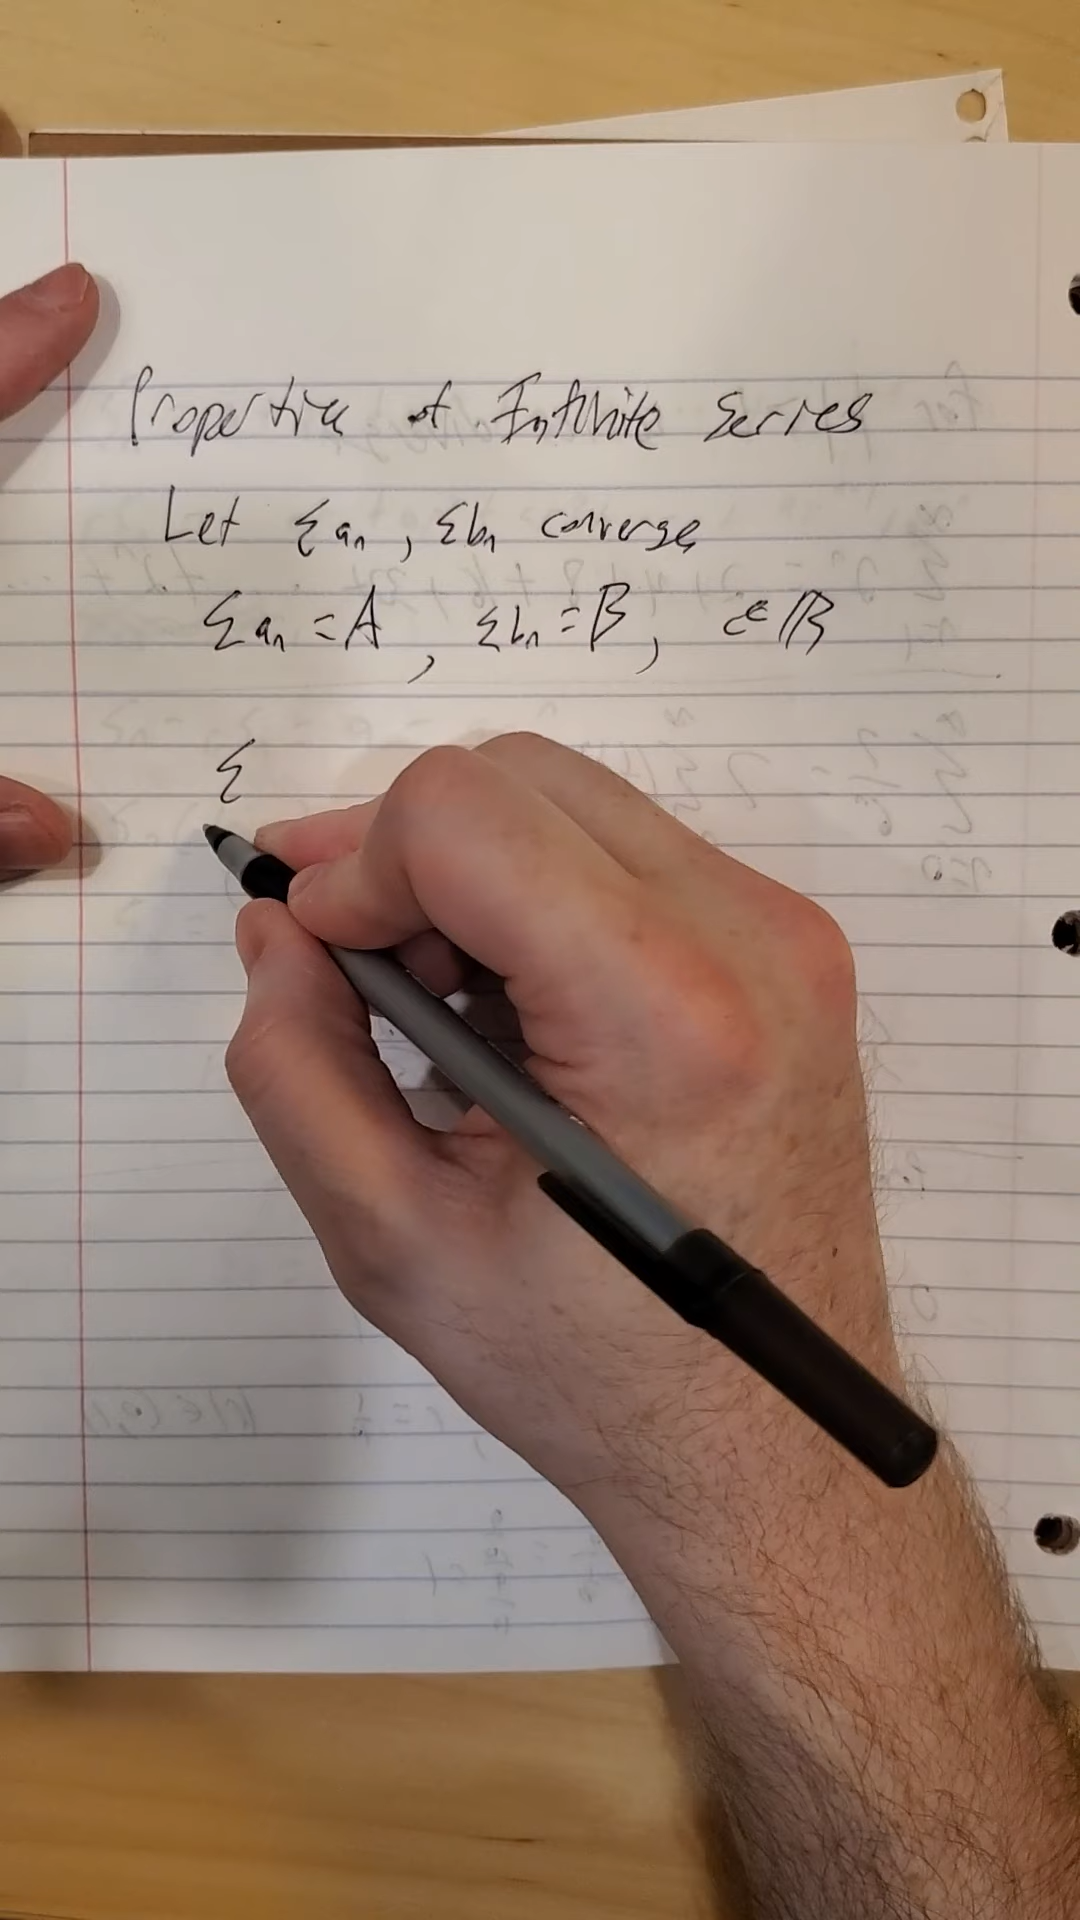 Properties of Infinite Series
Let Σaₙ, Σbₙ converge
Σaₙ = A, Σbₙ = B, c∈ℝ
Σ